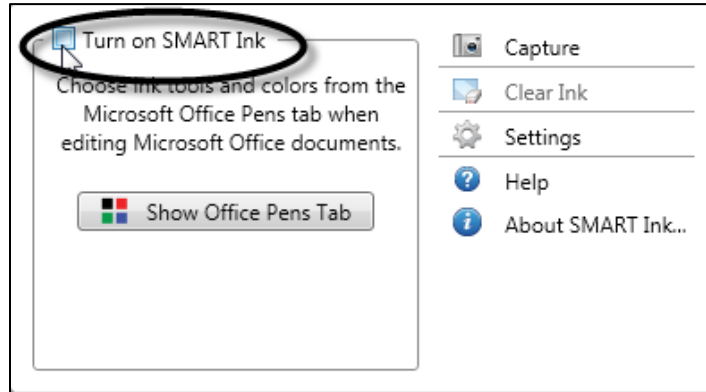 Turn on SMART Ink
Choose ink tools and colors from the
Microsoft Office Pens tab when
editing Microsoft Office documents.
Show Office Pens Tab
Capture
Clear Ink
Settings
Help
About SMART Ink...